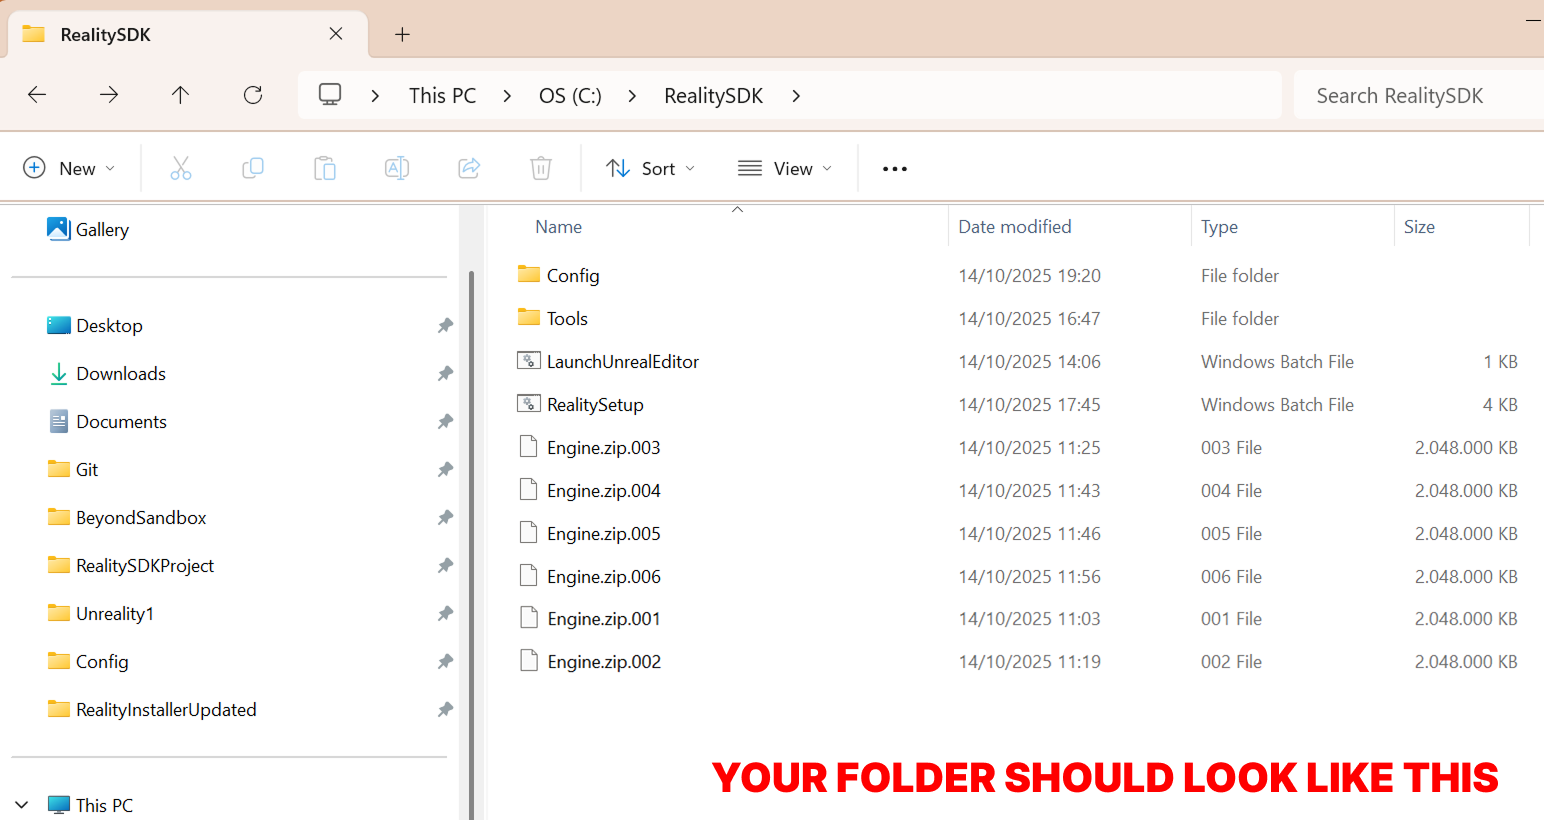 RealitySDK
This PC OS (C:) RealitySDK Search RealitySDK
New Sort View
Gallery
Desktop
Downloads
Documents
Git
BeyondSandbox
RealitySDKProject
Unreality1
Config
RealityInstallerUpdated
This PC
Name Date modified Type Size
Config 14/10/2025 19:20 File folder
Tools 14/10/2025 16:47 File folder
LaunchUnrealEditor 14/10/2025 14:06 Windows Batch File 1 KB
RealitySetup 14/10/2025 17:45 Windows Batch File 4 KB
Engine.zip.003 14/10/2025 11:25 003 File 2.048.000 KB
Engine.zip.004 14/10/2025 11:43 004 File 2.048.000 KB
Engine.zip.005 14/10/2025 11:46 005 File 2.048.000 KB
Engine.zip.006 14/10/2025 11:56 006 File 2.048.000 KB
Engine.zip.001 14/10/2025 11:03 001 File 2.048.000 KB
Engine.zip.002 14/10/2025 11:19 002 File 2.048.000 KB
YOUR FOLDER SHOULD LOOK LIKE THIS